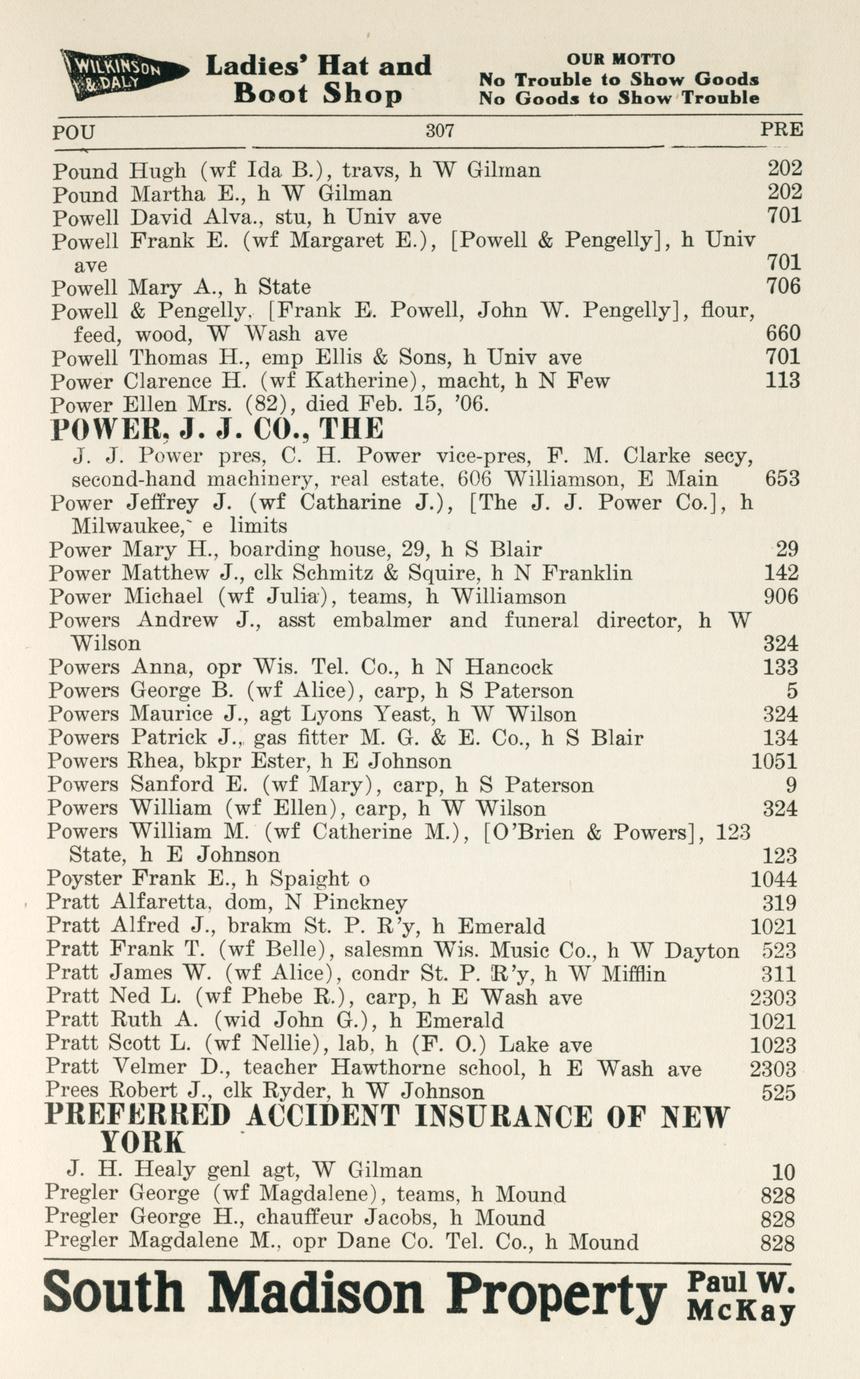 WILKINSON
& DALY
Ladies' Hat and
Boot Shop
OUR MOTTO
No Trouble to Show Goods
No Goods to Show Trouble
POU 307 PRE
Pound Hugh (wf Ida B.), travs, h W Gilman 202
Pound Martha E., h W Gilman 202
Powell David Alva., stu, h Univ ave 701
Powell Frank E. (wf Margaret E.), [Powell & Pengelly], h Univ
ave 701
Powell Mary A., h State 706
Powell & Pengelly, [Frank E. Powell, John W. Pengelly], flour,
feed, wood, W Wash ave 660
Powell Thomas H., emp Ellis & Sons, h Univ ave 701
Power Clarence H. (wf Katherine), macht, h N Few 113
Power Ellen Mrs. (82), died Feb. 15, '06.
POWER, J. J. CO., THE
J. J. Power pres, C. H. Power vice-pres, F. M. Clarke secy,
second-hand machinery, real estate, 606 Williamson, E Main 653
Power Jeffrey J. (wf Catharine J.), [The J. J. Power Co.], h
Milwaukee, e limits
Power Mary H., boarding house, 29, h S Blair 29
Power Matthew J., clk Schmitz & Squire, h N Franklin 142
Power Michael (wf Julia), teams, h Williamson 906
Powers Andrew J., asst embalmer and funeral director, h W
Wilson 324
Powers Anna, opr Wis. Tel. Co., h N Hancock 133
Powers George B. (wf Alice), carp, h S Paterson 5
Powers Maurice J., agt Lyons Yeast, h W Wilson 324
Powers Patrick J., gas fitter M. G. & E. Co., h S Blair 134
Powers Rhea, bkpr Ester, h E Johnson 1051
Powers Sanford E. (wf Mary), carp, h S Paterson 9
Powers William (wf Ellen), carp, h W Wilson 324
Powers William M. (wf Catherine M.), [O'Brien & Powers], 123
State, h E Johnson 123
Poyster Frank E., h Spaight o 1044
Pratt Alfaretta, dom, N Pinckney 319
Pratt Alfred J., brakm St. P. R'y, h Emerald 1021
Pratt Frank T. (wf Belle), salesmn Wis. Music Co., h W Dayton 523
Pratt James W. (wf Alice), condr St. P. R'y, h W Mifflin 311
Pratt Ned L. (wf Phebe R.), carp, h E Wash ave 2303
Pratt Ruth A. (wid John G.), h Emerald 1021
Pratt Scott L. (wf Nellie), lab, h (F. O.) Lake ave 1023
Pratt Velmer D., teacher Hawthorne school, h E Wash ave 2303
Prees Robert J., clk Ryder, h W Johnson 525
PREFERRED ACCIDENT INSURANCE OF NEW
YORK
J. H. Healy genl agt, W Gilman 10
Pregler George (wf Magdalene), teams, h Mound 828
Pregler George H., chauffeur Jacobs, h Mound 828
Pregler Magdalene M., opr Dane Co. Tel. Co., h Mound 828
South Madison Property Paul W.
McKay